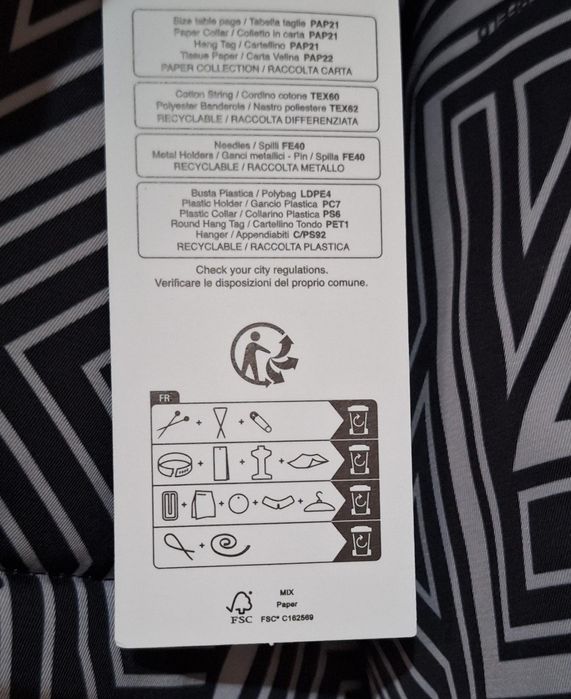 Size table page / Tabella taglie PAP21
Paper Collar / Colletto in carta PAP21
Hang Tag / Cartellino PAP21
Tissue Paper / Carta Velina PAP22
PAPER COLLECTION / RACCOLTA CARTA
Cotton String / Cordino cotone TEX60
Polyester Banderole / Nastro poliestere TEX62
RECYCLABLE / RACCOLTA DIFFERENZIATA
Needles / Spilli FE40
Metal Holders / Ganci metallici - Pin / Spilla FE40
RECYCLABLE / RACCOLTA METALLO
Busta Plastica / Polybag LDPE4
Plastic Holder / Gancio Plastica PC7
Plastic Collar / Collarino Plastica PS6
Round Hang Tag / Cartellino Tondo PET1
Hanger / Appendiabiti C/PS92
RECYCLABLE / RACCOLTA PLASTICA
Check your city regulations.
Verificare le disposizioni del proprio comune.
FR
MIX
Paper
FSC FSC® C162569